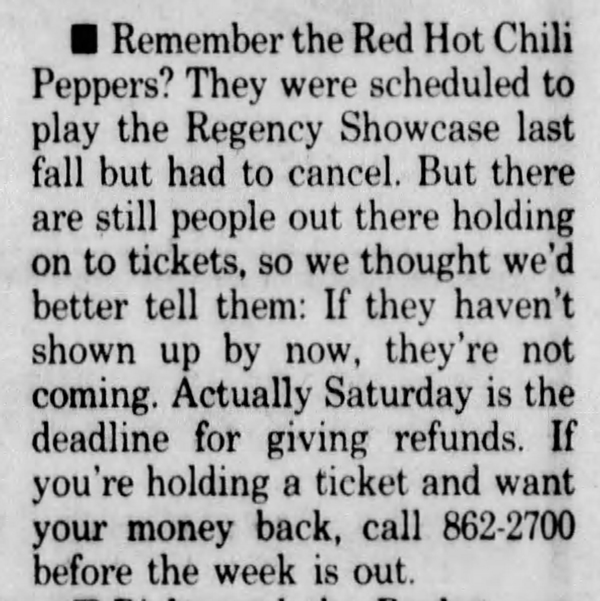 ■ Remember the Red Hot Chili
Peppers? They were scheduled to
play the Regency Showcase last
fall but had to cancel. But there
are still people out there holding
on to tickets, so we thought we'd
better tell them: If they haven't
shown up by now, they're not
coming. Actually Saturday is the
deadline for giving refunds. If
you're holding a ticket and want
your money back, call 862-2700
before the week is out.